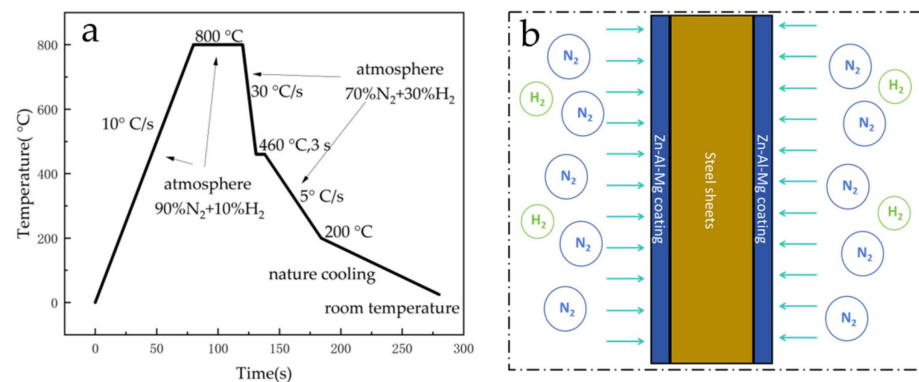 a
800 °C
30 °C/s
atmosphere
70%N₂+30%H₂
10° C/s
460 °C,3 s
atmosphere
90%N₂+10%H₂
5° C/s
200 °C
nature cooling
room temperature
800
600
400
200
0
Temperature( °C)
0
50
100
150
200
250
300
Time(s)
b
N₂
H₂
N₂
N₂
H₂
N₂
N₂
Zn-Al-Mg coating
Steel sheets
Zn-Al-Mg coating
N₂
H₂
N₂
N₂
H₂
N₂
N₂